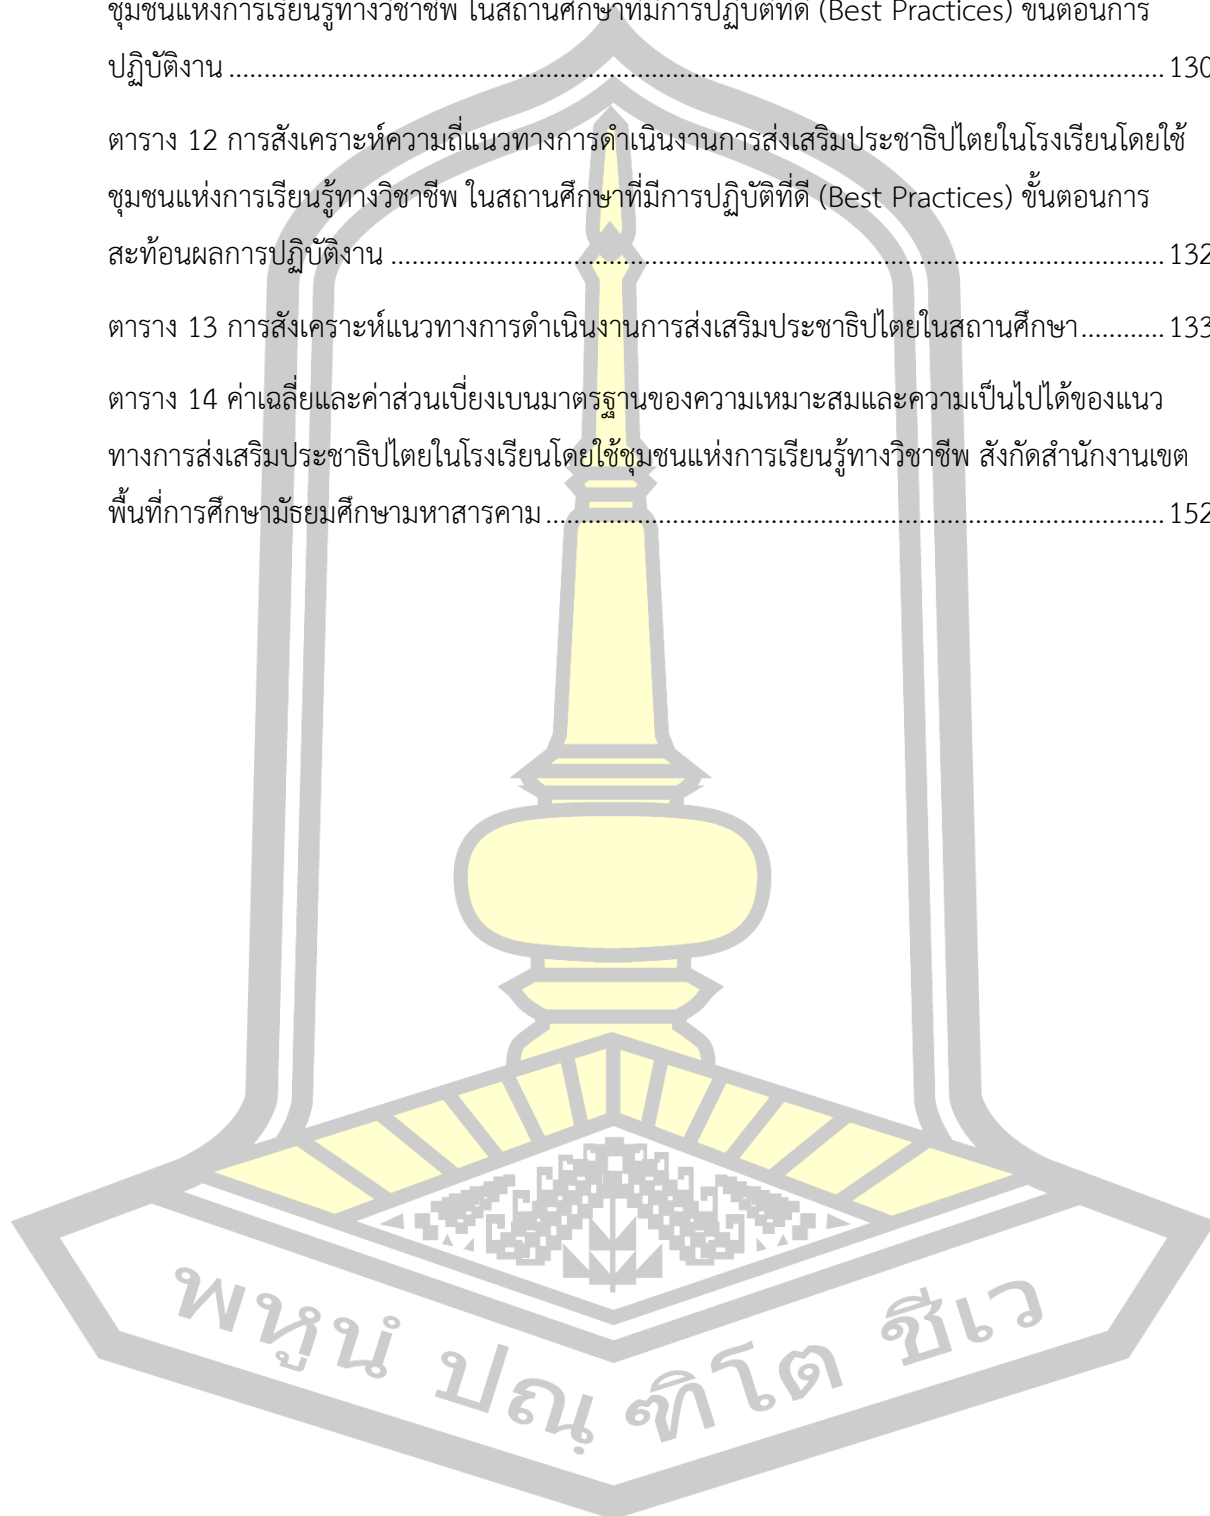 ชุมชนแห่งการเรียนรู้ทางวิชาชีพ ในสถานศึกษาที่มีการปฏิบัติที่ดี (Best Practices) ขั้นตอนการ
ปฏิบัติงาน ........................................................................................................ 130
ตาราง 12 การสังเคราะห์ความถี่แนวทางการดำเนินงานการส่งเสริมประชาธิปไตยในโรงเรียนโดยใช้
ชุมชนแห่งการเรียนรู้ทางวิชาชีพ ในสถานศึกษาที่มีการปฏิบัติที่ดี (Best Practices) ขั้นตอนการ
สะท้อนผลการปฏิบัติงาน ........................................................................................ 132
ตาราง 13 การสังเคราะห์แนวทางการดำเนินงานการส่งเสริมประชาธิปไตยในสถานศึกษา ............ 133
ตาราง 14 ค่าเฉลี่ยและค่าส่วนเบี่ยงเบนมาตรฐานของความเหมาะสมและความเป็นไปได้ของแนว
ทางการส่งเสริมประชาธิปไตยในโรงเรียนโดยใช้ชุมชนแห่งการเรียนรู้ทางวิชาชีพ สังกัดสำนักงานเขต
พื้นที่การศึกษามัธยมศึกษามหาสารคาม ...................................................................... 152
พหูนํ ปณฺฑิโต ชีเว